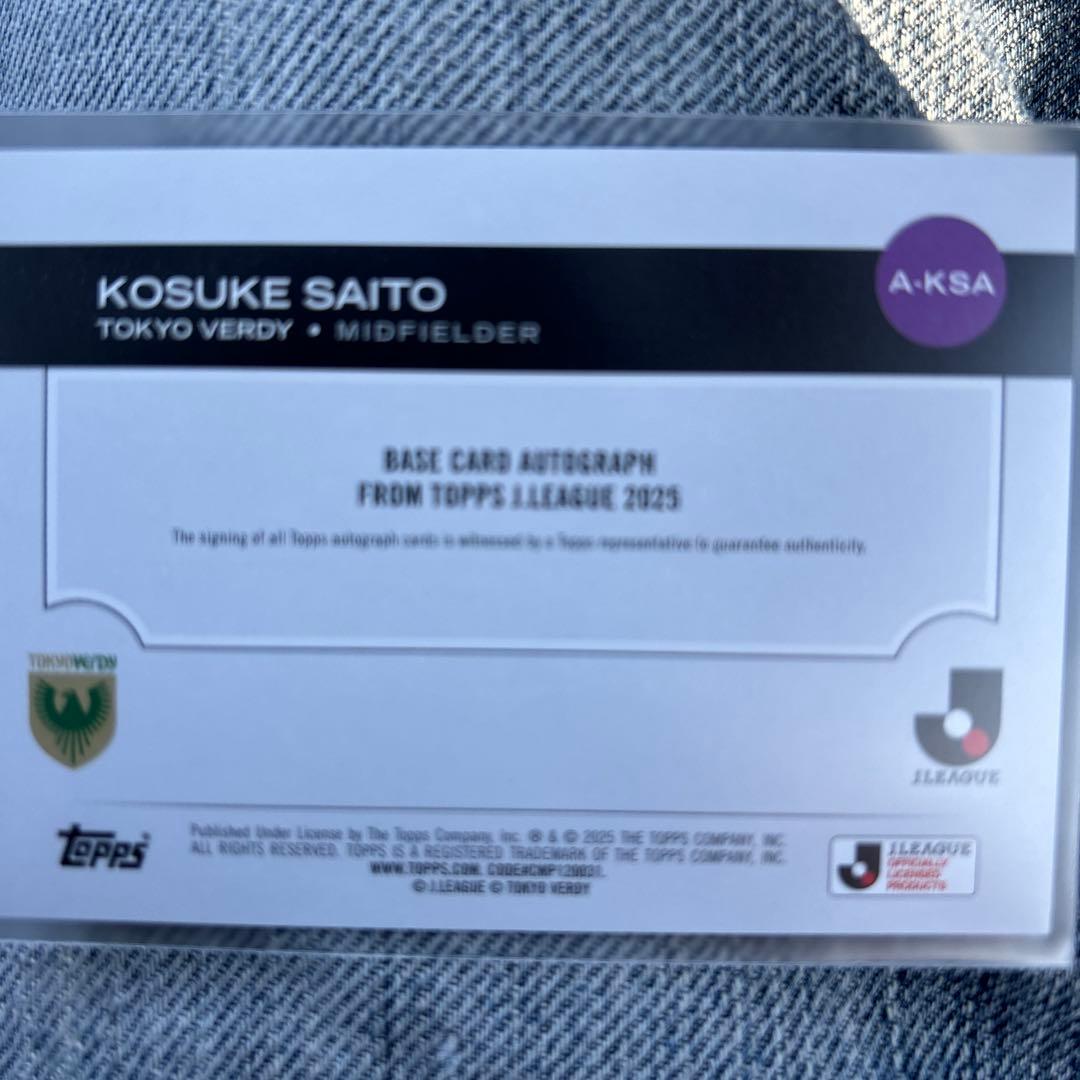 KOSUKE SAITO
TOKYO VERDY • MIDFIELDER
A-KSA
BASE CARD AUTOGRAPH
FROM TOPPS J.LEAGUE 2025
The signing of all Topps autograph cards is witnessed by a Topps representative to guarantee authenticity.
TOKYO VERDY
J.LEAGUE
topps
Published Under License by The Topps Company, Inc. ® & © 2025 THE TOPPS COMPANY, INC.
ALL RIGHTS RESERVED. TOPPS IS A REGISTERED TRADEMARK OF THE TOPPS COMPANY, INC.
WWW.TOPPS.COM.
© J.LEAGUE © TOKYO VERDY
J.LEAGUE
OFFICIALLY
LICENSED
PRODUCTS